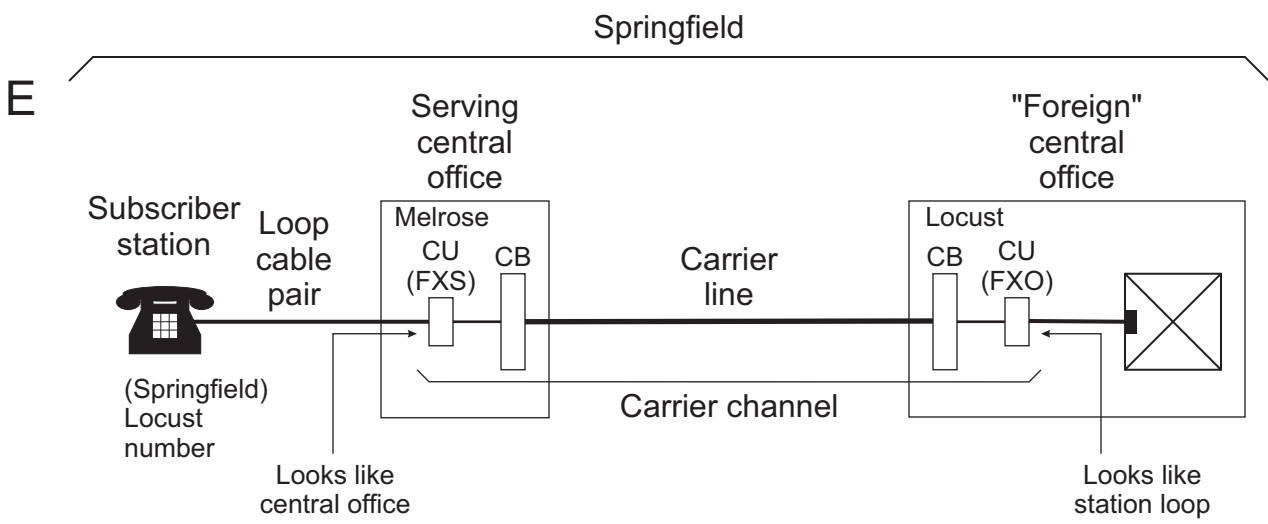 Springfield
E
Serving
central
office
"Foreign"
central
office
Subscriber
station
Loop
cable
pair
Melrose
CU
(FXS)
CB
Carrier
line
Locust
CB
CU
(FXO)
(Springfield)
Locust
number
Carrier channel
Looks like
central office
Looks like
station loop